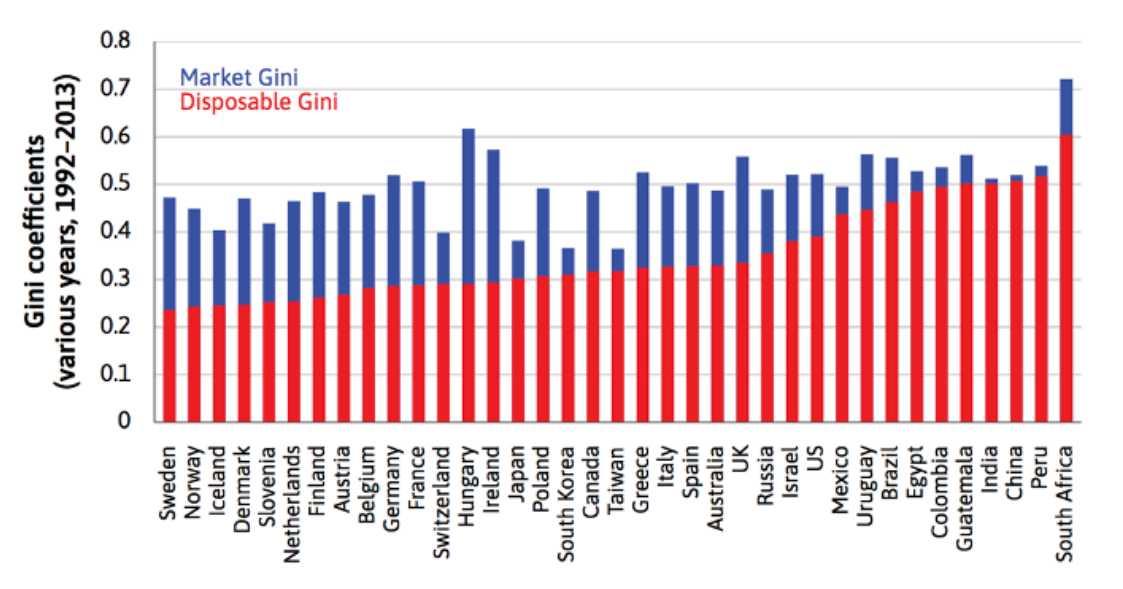 0.8
0.7
0.6
0.5
0.4
0.3
0.2
0.1
0
Gini coefficients
(various years, 1992–2013)
Market Gini
Disposable Gini
Sweden
Norway
Iceland
Denmark
Slovenia
Netherlands
Finland
Austria
Belgium
Germany
France
Switzerland
Hungary
Ireland
Japan
Poland
South Korea
Canada
Taiwan
Greece
Italy
Spain
Australia
UK
Russia
Israel
US
Mexico
Uruguay
Brazil
Egypt
Colombia
Guatemala
India
China
Peru
South Africa